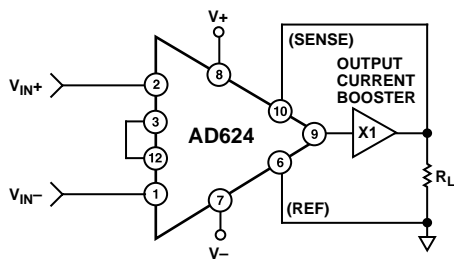 V+
(SENSE)
OUTPUT
CURRENT
BOOSTER
VIN+
2
8
10
3
AD624
9
X1
12
6
RL
VIN−
1
7
(REF)
V−